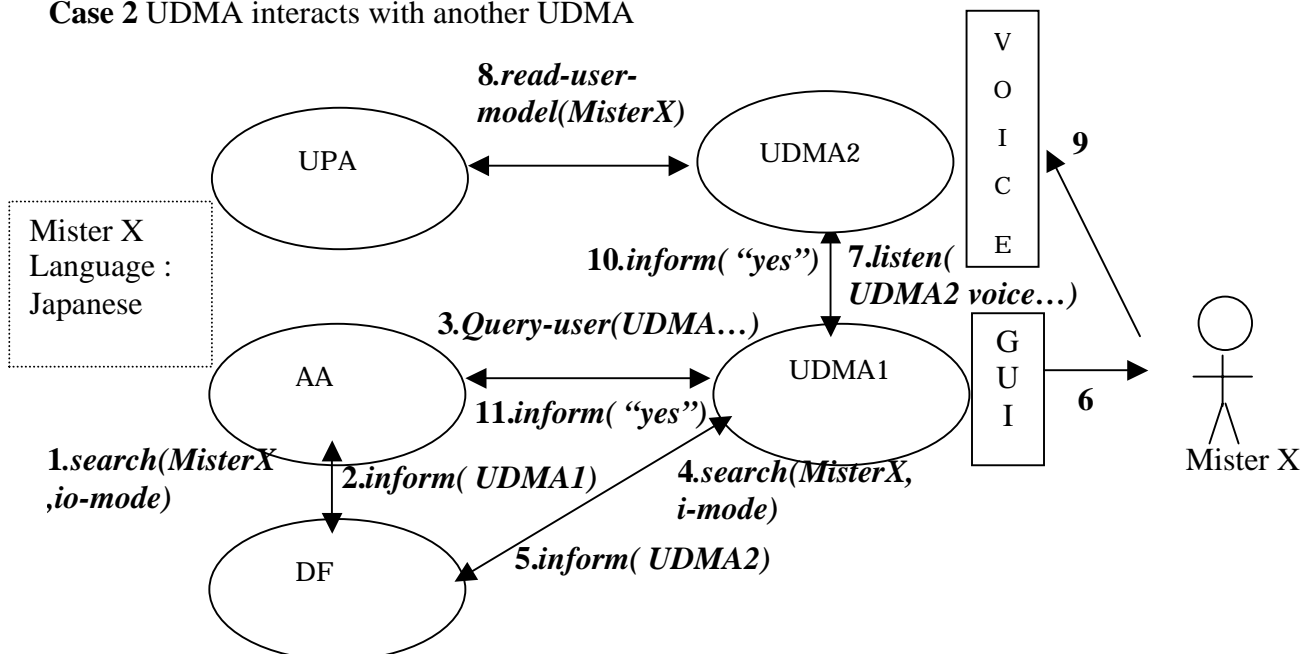 Case 2 UDMA interacts with another UDMA
8.read-user-
model(MisterX)
UPA
UDMA2
V
O
I
C
E
9
Mister X
Language :
Japanese
10.inform( “yes”)
7.listen(
UDMA2 voice…)
3.Query-user(UDMA…)
AA
UDMA1
G
U
I
6
11.inform( “yes”)
Mister X
1.search(MisterX
,io-mode)
2.inform( UDMA1)
4.search(MisterX,
i-mode)
5.inform( UDMA2)
DF